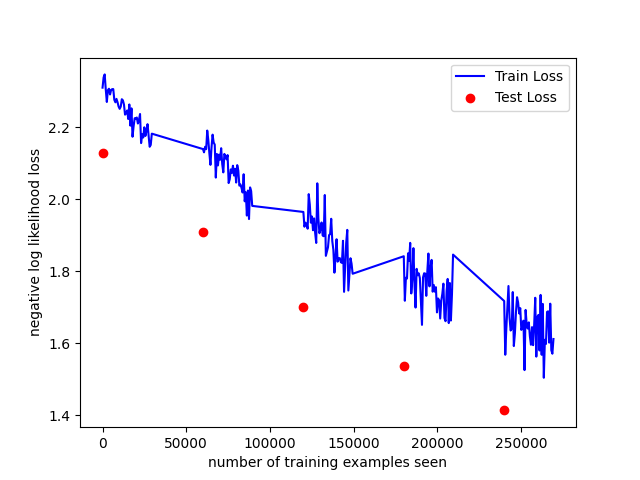 Train Loss
Test Loss
2.2
2.0
1.8
1.6
1.4
negative log likelihood loss
0
50000
100000
150000
200000
250000
number of training examples seen